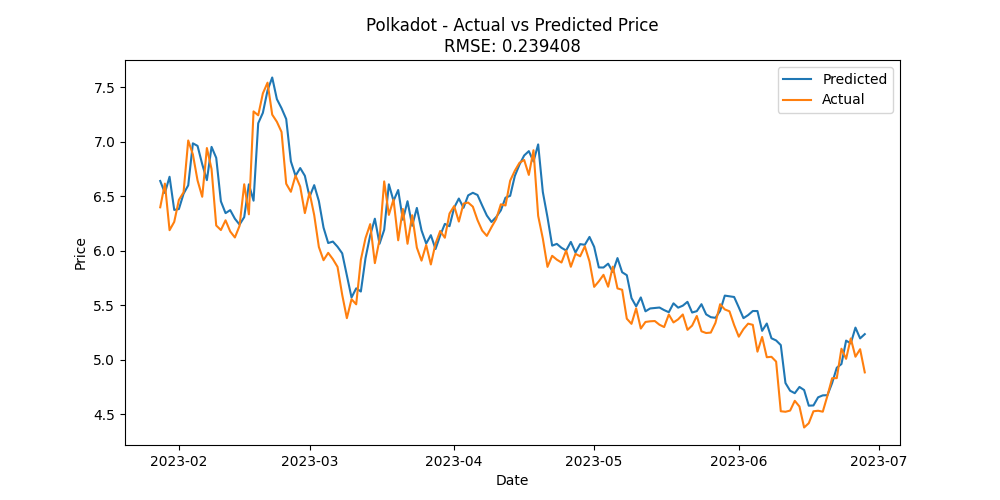 Polkadot - Actual vs Predicted Price
RMSE: 0.239408
Predicted
Actual
7.5
7.0
6.5
6.0
5.5
5.0
4.5
Price
2023-02
2023-03
2023-04
2023-05
2023-06
2023-07
Date